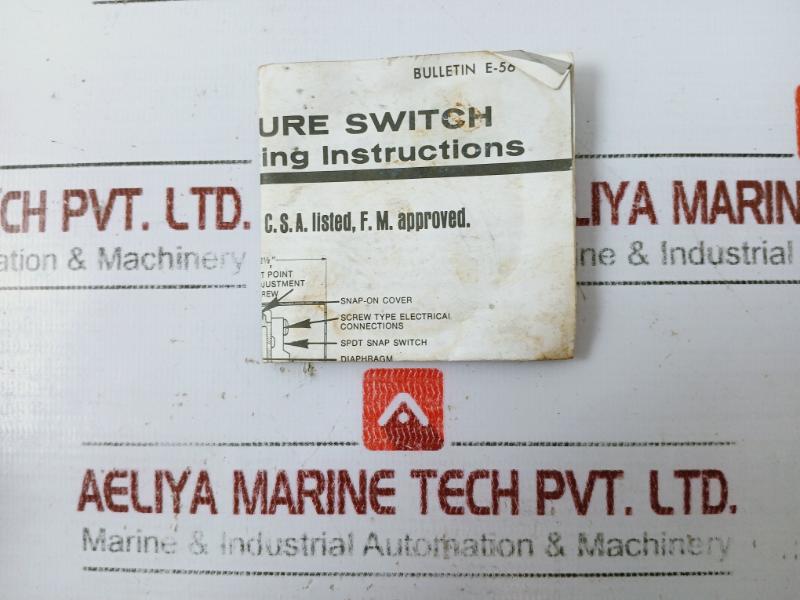 BULLETIN E-56
URE SWITCH
ing Instructions
C.S.A. listed, F.M. approved.
T POINT
JUSTMENT
REW
SNAP-ON COVER
SCREW TYPE ELECTRICAL
CONNECTIONS
SPDT SNAP SWITCH
DIAPHRAGM
CH PVT. LTD.
ation & Machinery
LIYA MARIN
ne & Industrial
AELIYA MARINE TECH PVT. LTD.
Marine & Industrial Automation & Machinery